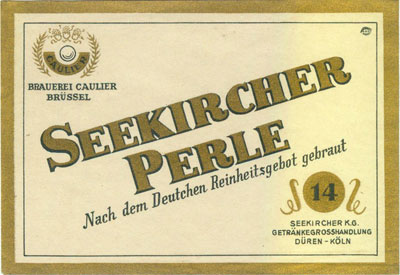 CAULIER
BRAUEREI CAULIER
BRÜSSEL
SEEKIRCHER
PERLE
Nach dem Deutchen Reinheitsgebot gebraut
14
SEEKIRCHER K.G.
GETRÄNKEGROSSHANDLUNG
DÜREN - KÖLN